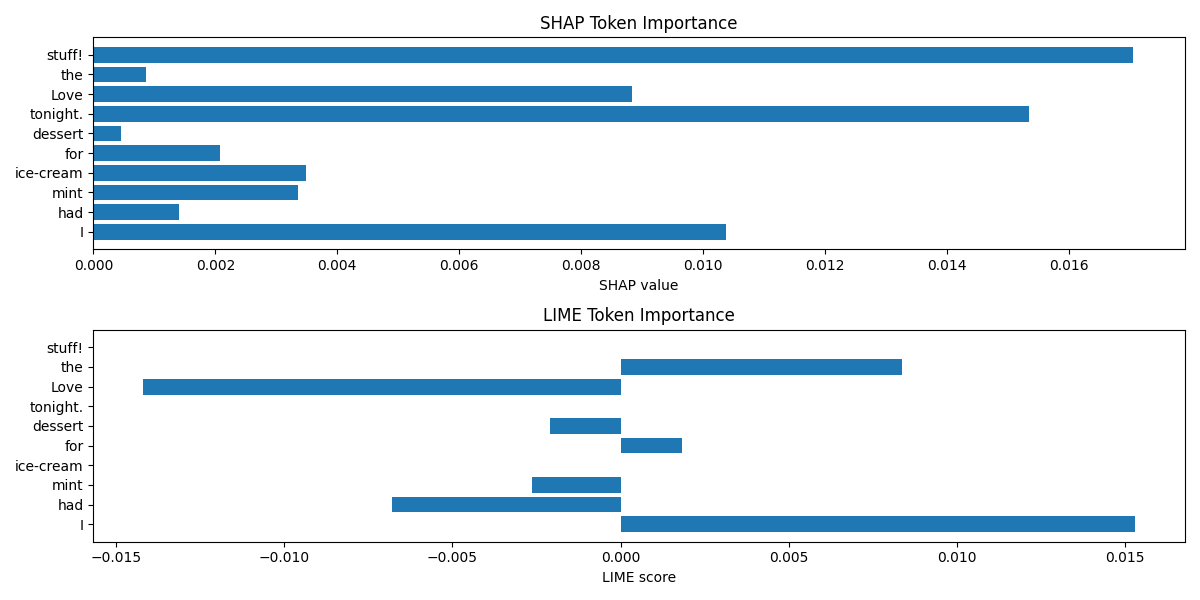 SHAP Token Importance
stuff!
the
Love
tonight.
dessert
for
ice-cream
mint
had
I
0.000 0.002 0.004 0.006 0.008 0.010 0.012 0.014 0.016
SHAP value
LIME Token Importance
stuff!
the
Love
tonight.
dessert
for
ice-cream
mint
had
I
−0.015 −0.010 −0.005 0.000 0.005 0.010 0.015
LIME score